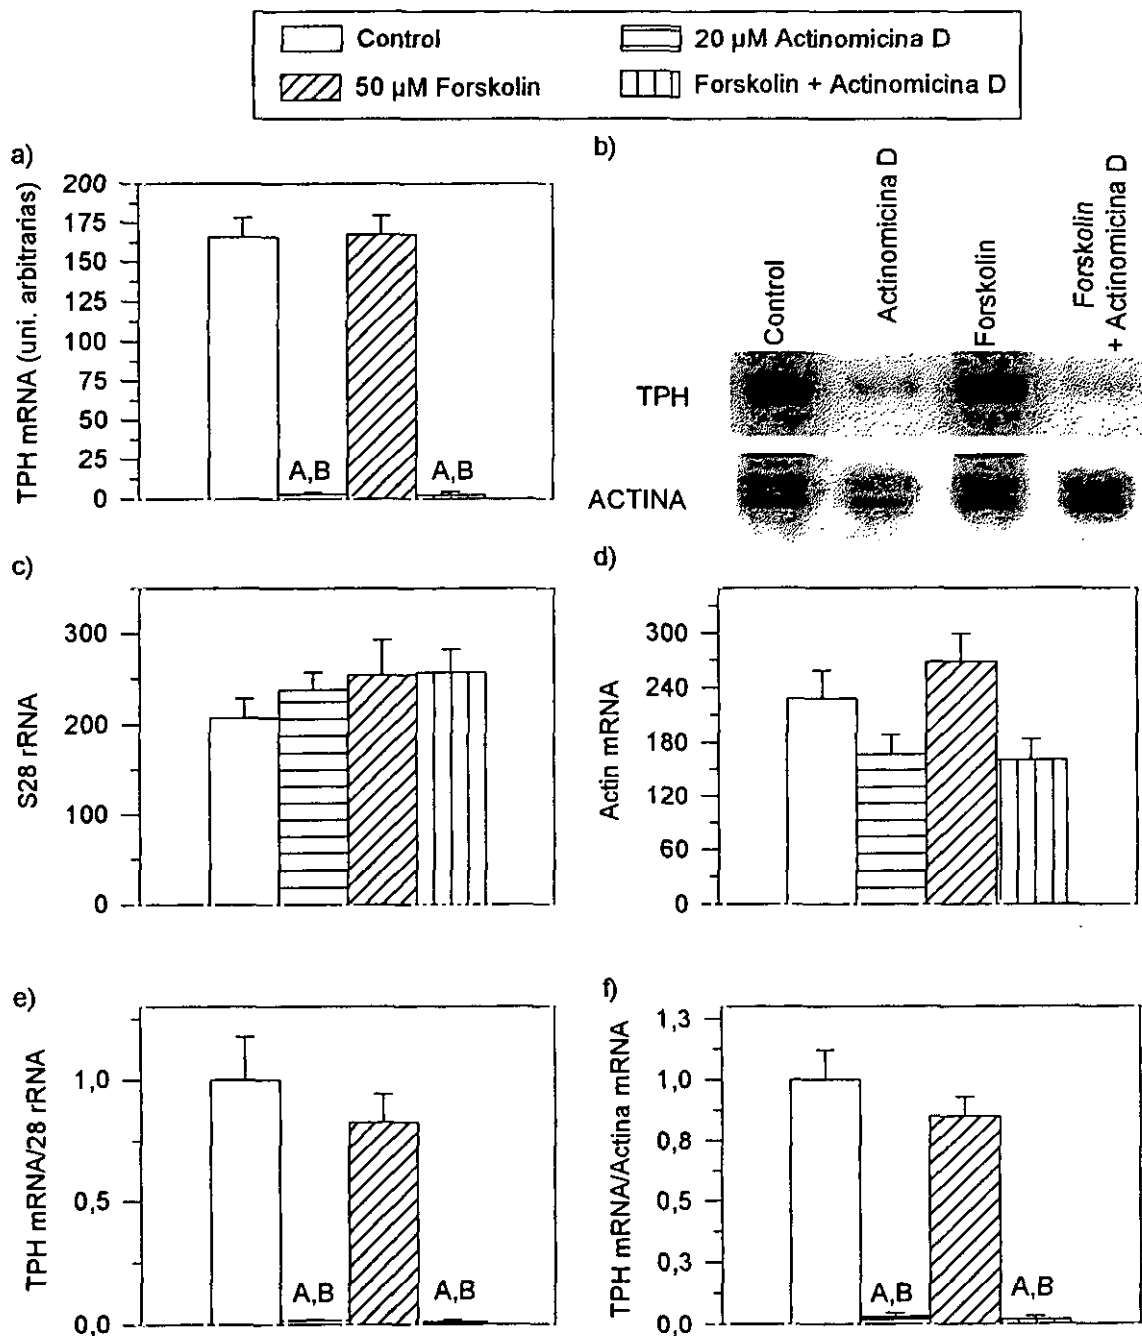 Control
20 µM Actinomicina D
50 µM Forskolin
Forskolin + Actinomicina D
a)
TPH mRNA (uni. arbitrarias)
200
175
150
125
100
75
50
25
0
A,B
A,B
b)
Control
Actinomicina D
Forskolin
Forskolin
+ Actinomicina D
TPH
ACTINA
c)
S28 rRNA
300
200
100
0
d)
Actin mRNA
300
240
180
120
60
0
e)
TPH mRNA/28 rRNA
1,0
0,5
0,0
A,B
A,B
f)
TPH mRNA/Actina mRNA
1,3
1,0
0,8
0,5
0,3
0,0
A,B
A,B